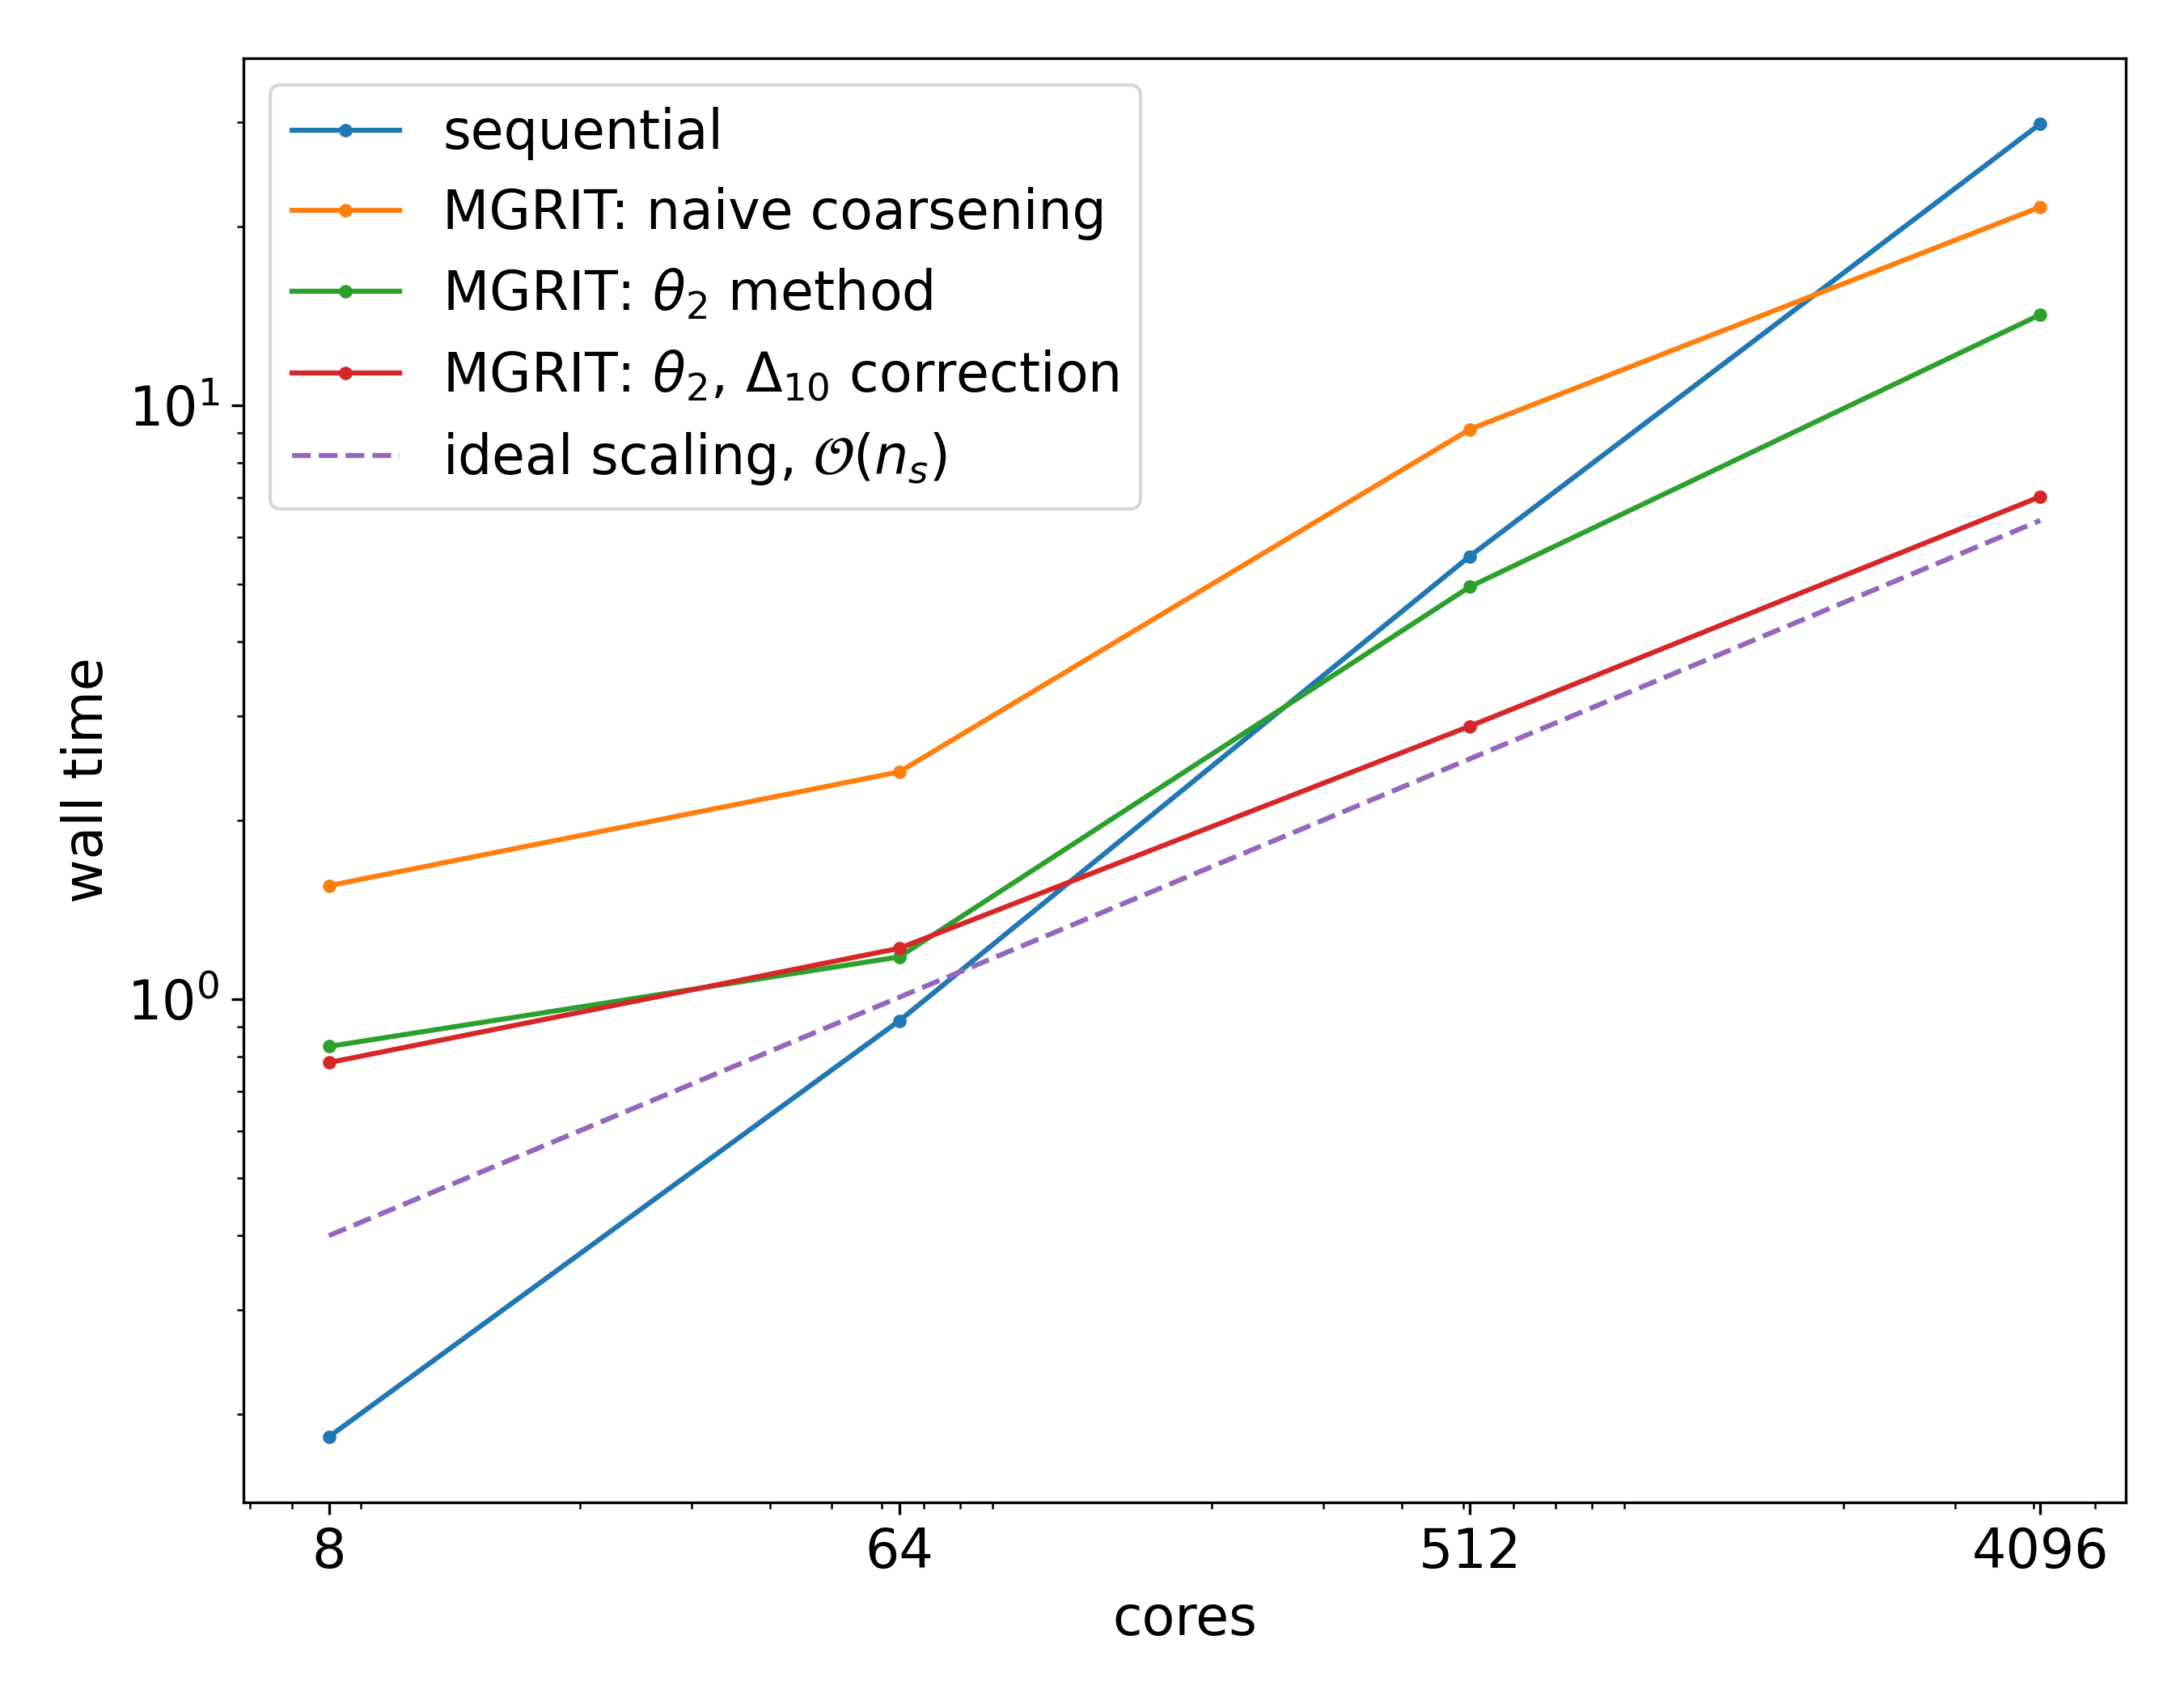 sequential
MGRIT: naive coarsening
MGRIT: θ₂ method
MGRIT: θ₂, Δ₁₀ correction
ideal scaling, 𝒪(nₛ)
10¹
10⁰
wall time
8 64 512 4096
cores